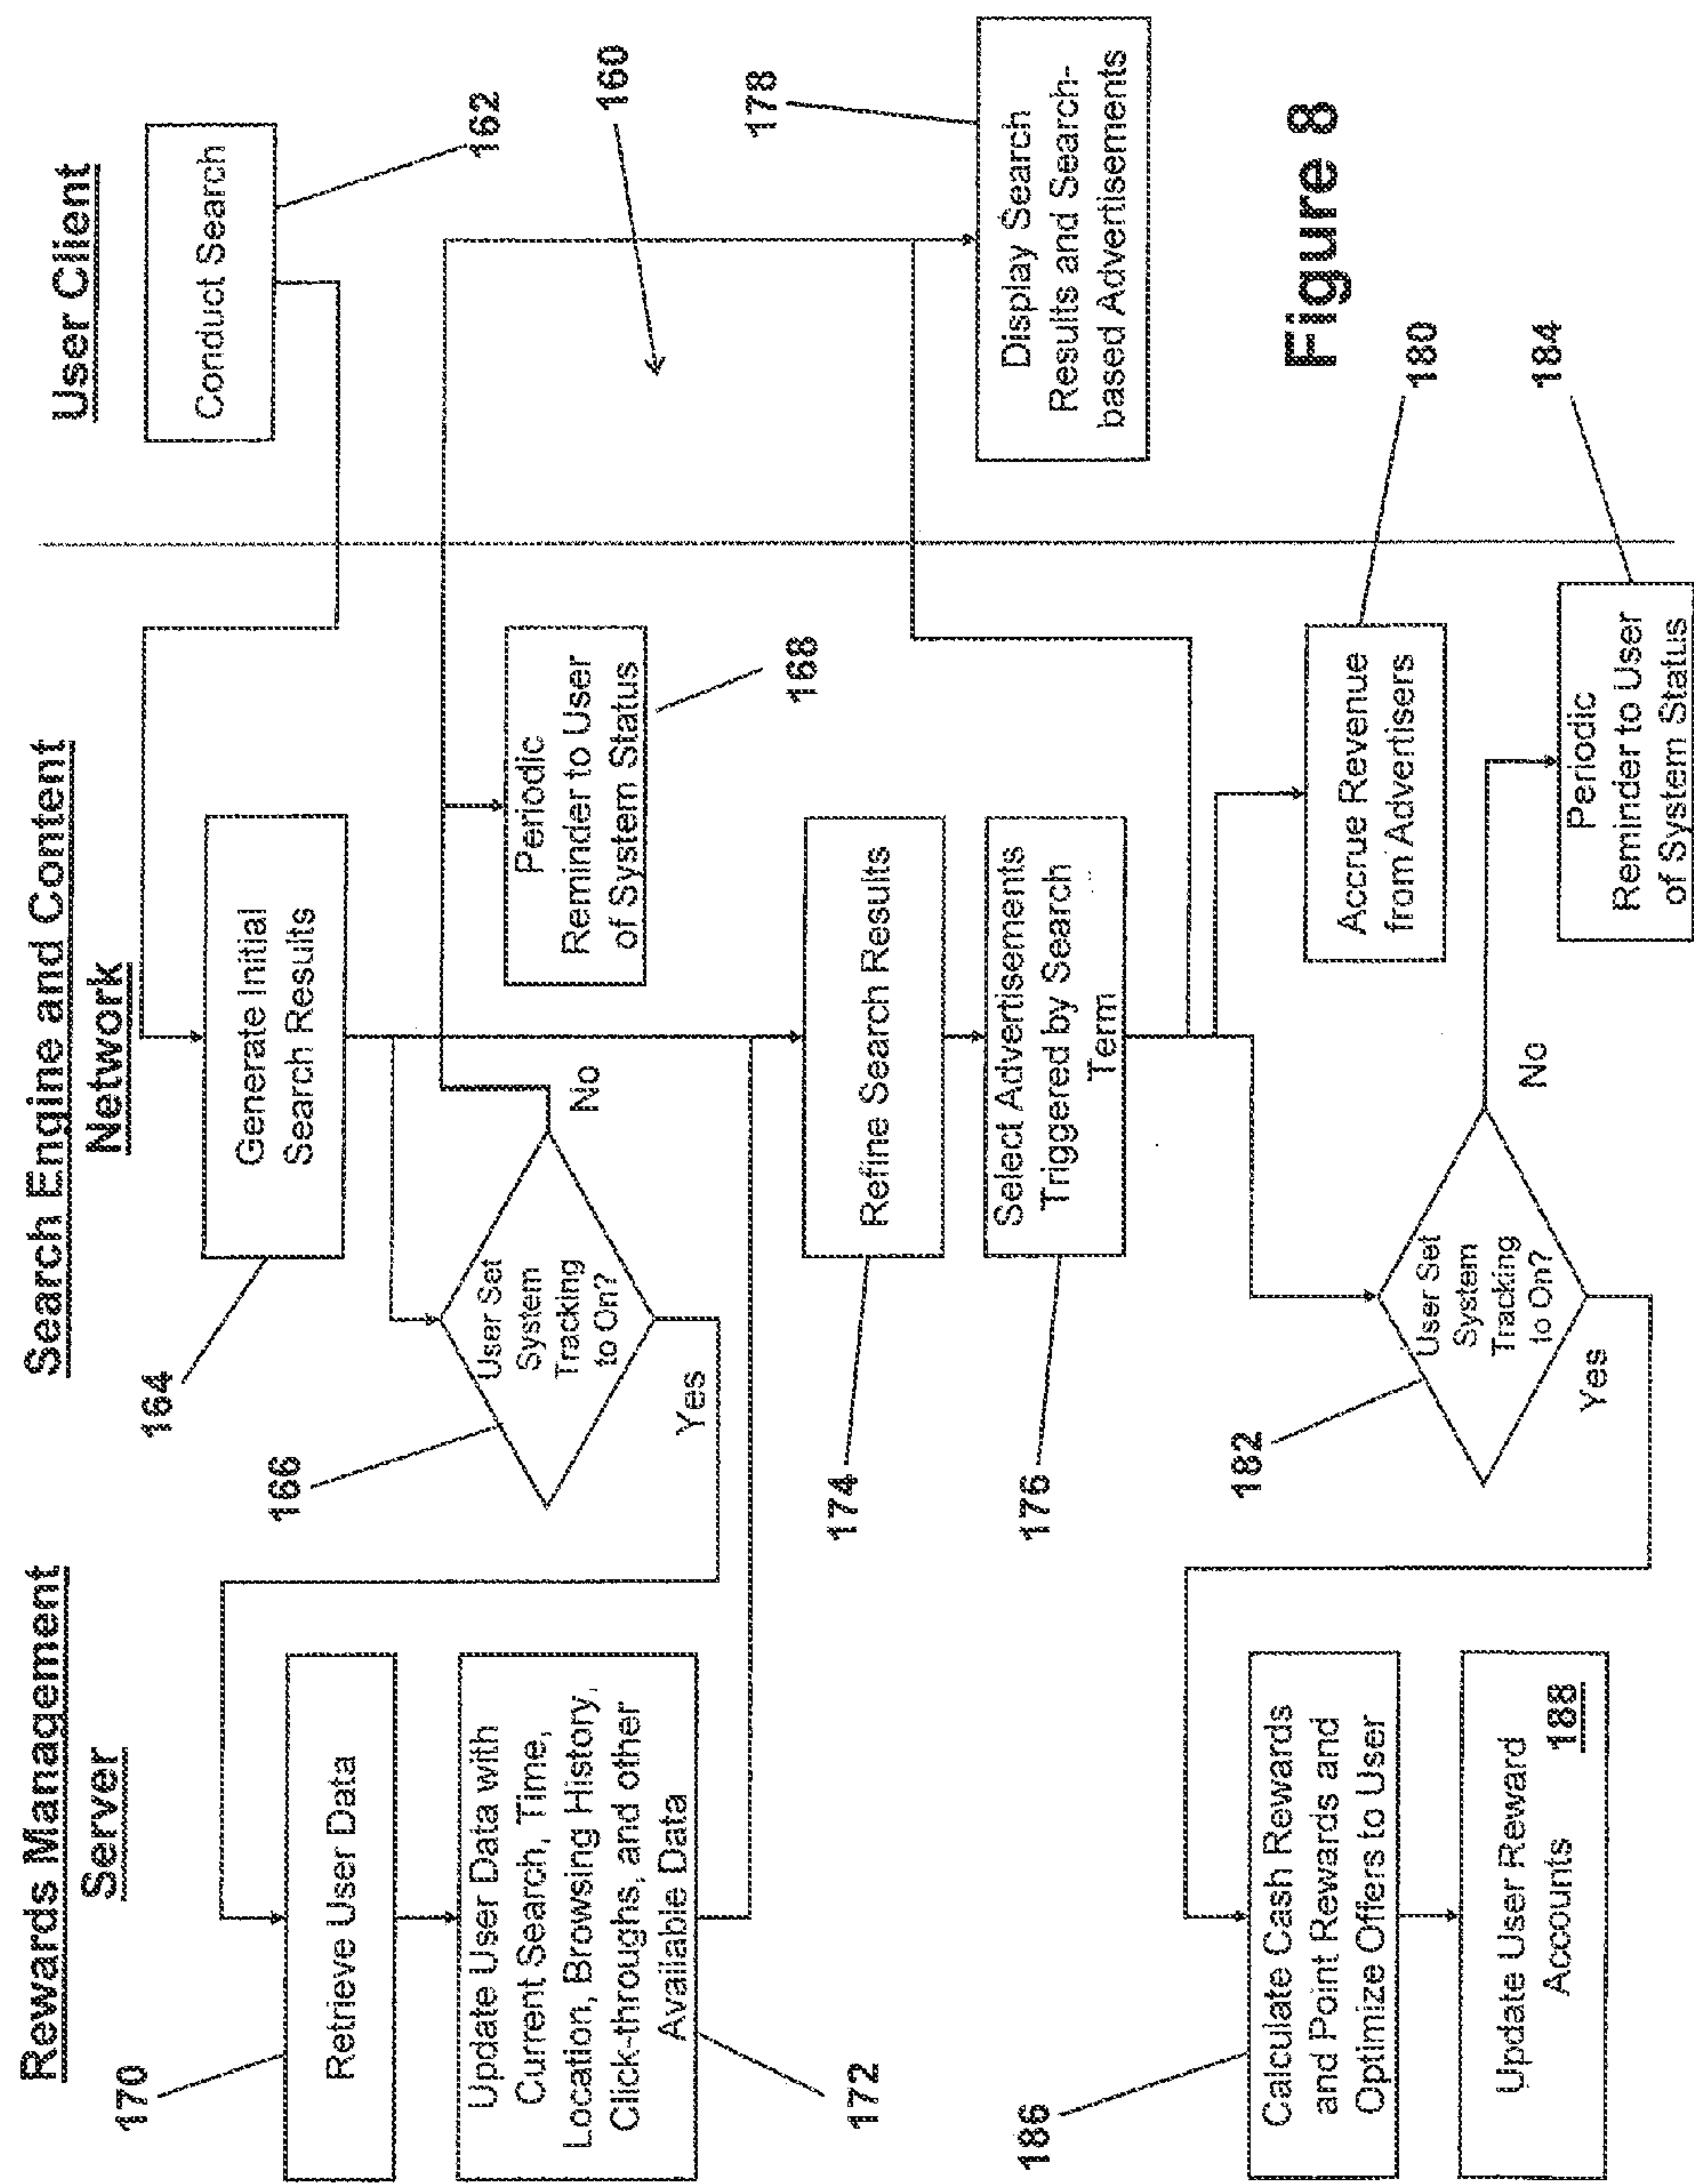 Rewards Management
Server
Search Engine and Content
Network
User Client
170
Retrieve User Data
Update User Data with
Current Search, Time,
Location, Browsing History,
Click-throughs, and other
Available Data
172
186
Calculate Cash Rewards
and Point Rewards and
Optimize Offers to User
Update User Reward
Accounts 188
164
Generate Initial
Search Results
166
User Set
System
Tracking
to On?
No
Yes
Periodic
Reminder to User
of System Status
168
174
Refine Search Results
176
Select Advertisements
Triggered by Search
Term
182
User Set
System
Tracking
to On?
No
Yes
Accrue Revenue
from Advertisers
180
Periodic
Reminder to User
of System Status
184
Conduct Search
162
160
178
Display Search
Results and Search-
based Advertisements
Figure 8